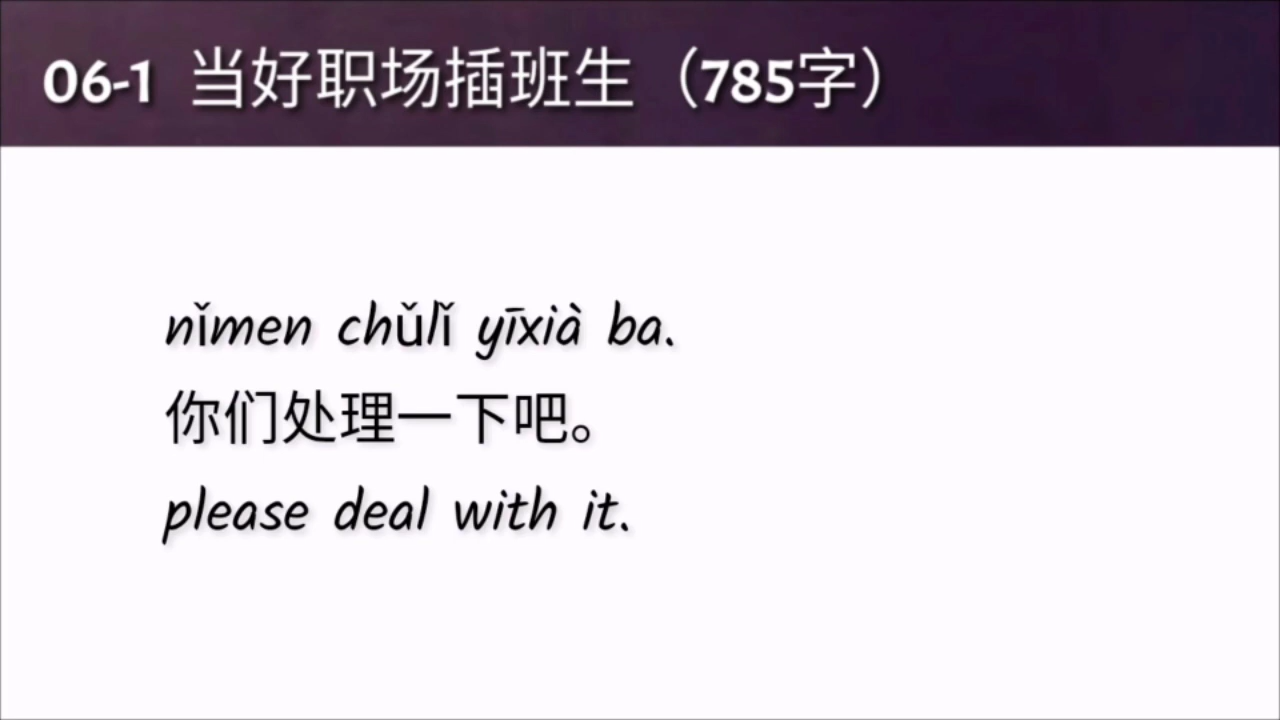 06-1 当好职场插班生（785字）
nǐmen chǔlǐ yīxià ba.
你们处理一下吧。
please deal with it.